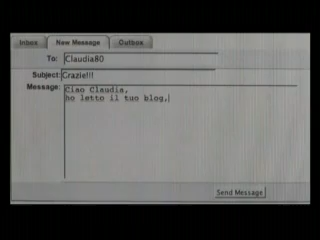 Inbox New Message Outbox
To: Claudia80
Subject: Grazie!!!
Message: Ciao Claudia,
ho letto il tuo blog,
Send Message